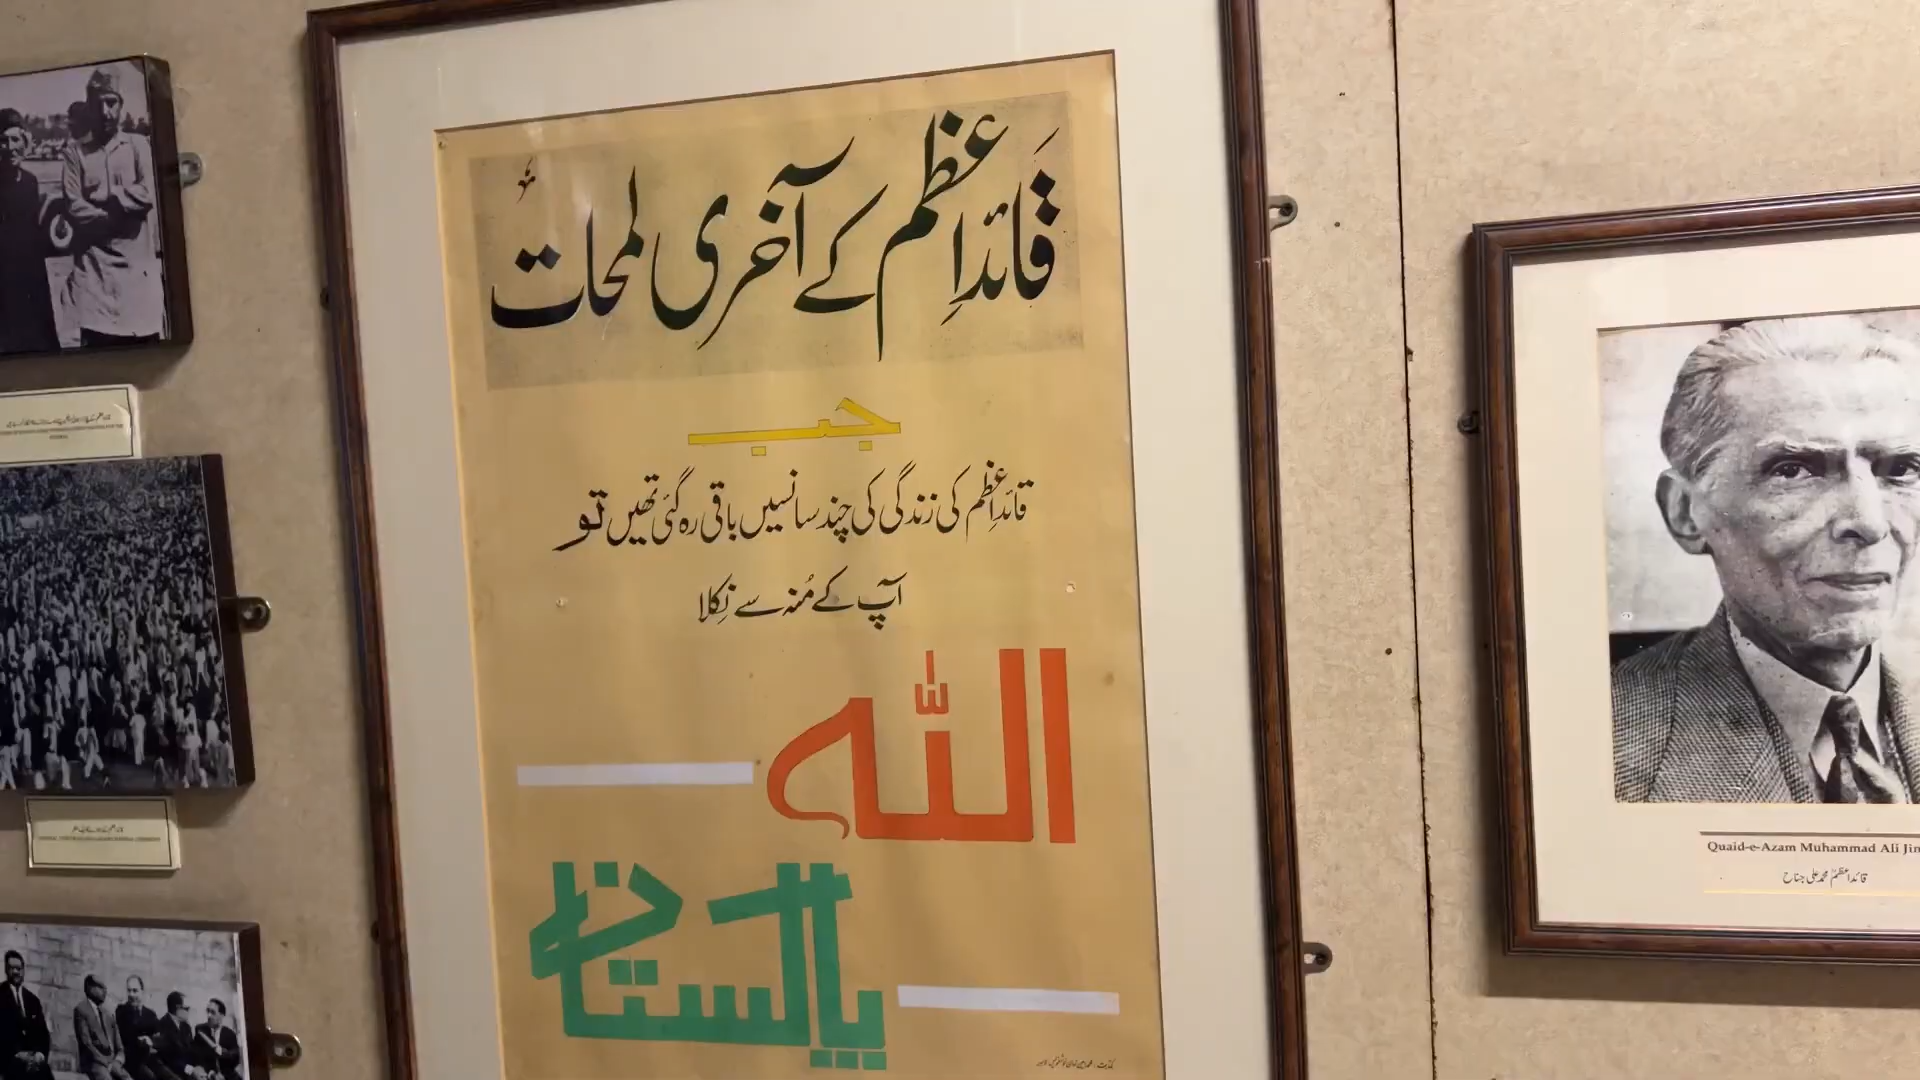 قائدِاعظم کے آخری لمحات
جب
قائدِاعظم کی زندگی کی چند سانسیں باقی رہ گئی تھیں تو
آپ کے مُنہ سے نِکلا
اللہ
پاکستان
Quaid-e-Azam Muhammad Ali Jin
قائداعظم محمد علی جناح